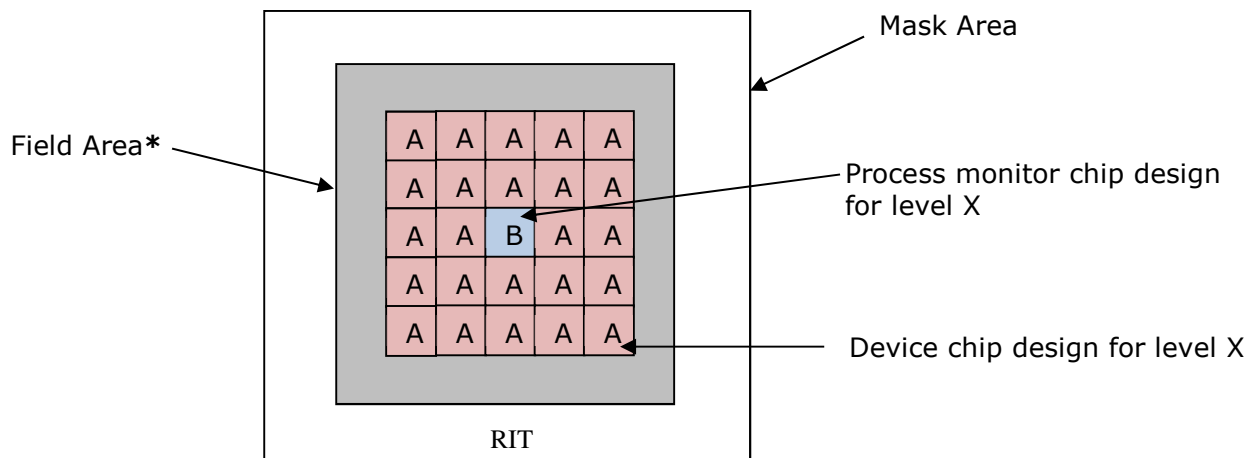 Mask Area
Field Area*
A A A A A
A A A A A
A A B A A
A A A A A
A A A A A
Process monitor chip design
for level X
Device chip design for level X
RIT